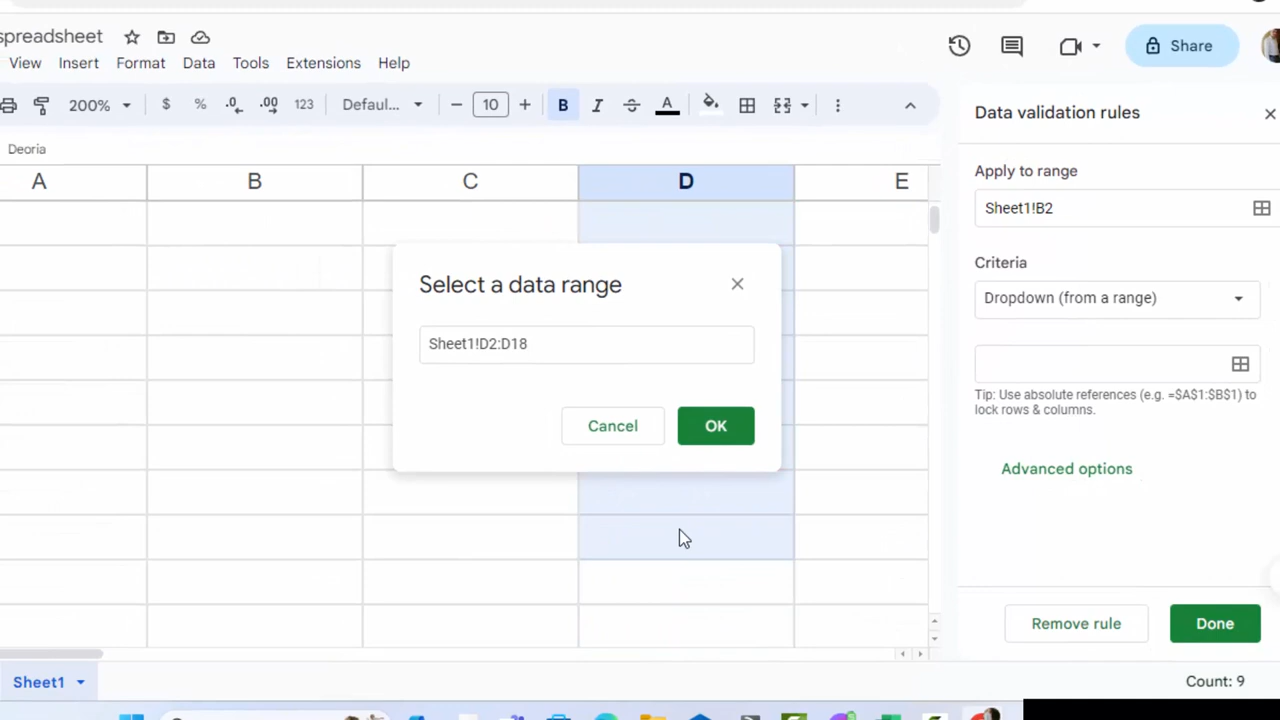 spreadsheet
View Insert Format Data Tools Extensions Help
Share
200% $ % .0 .00 123 Defaul... − 10 + B I A
Deoria
A B C D E
Data validation rules
Apply to range
Sheet1!B2
Criteria
Dropdown (from a range)
Tip: Use absolute references (e.g. =$A$1:$B$1) to
lock rows & columns.
Advanced options
Select a data range
Sheet1!D2:D18
Cancel OK
Remove rule Done
Sheet1
Count: 9